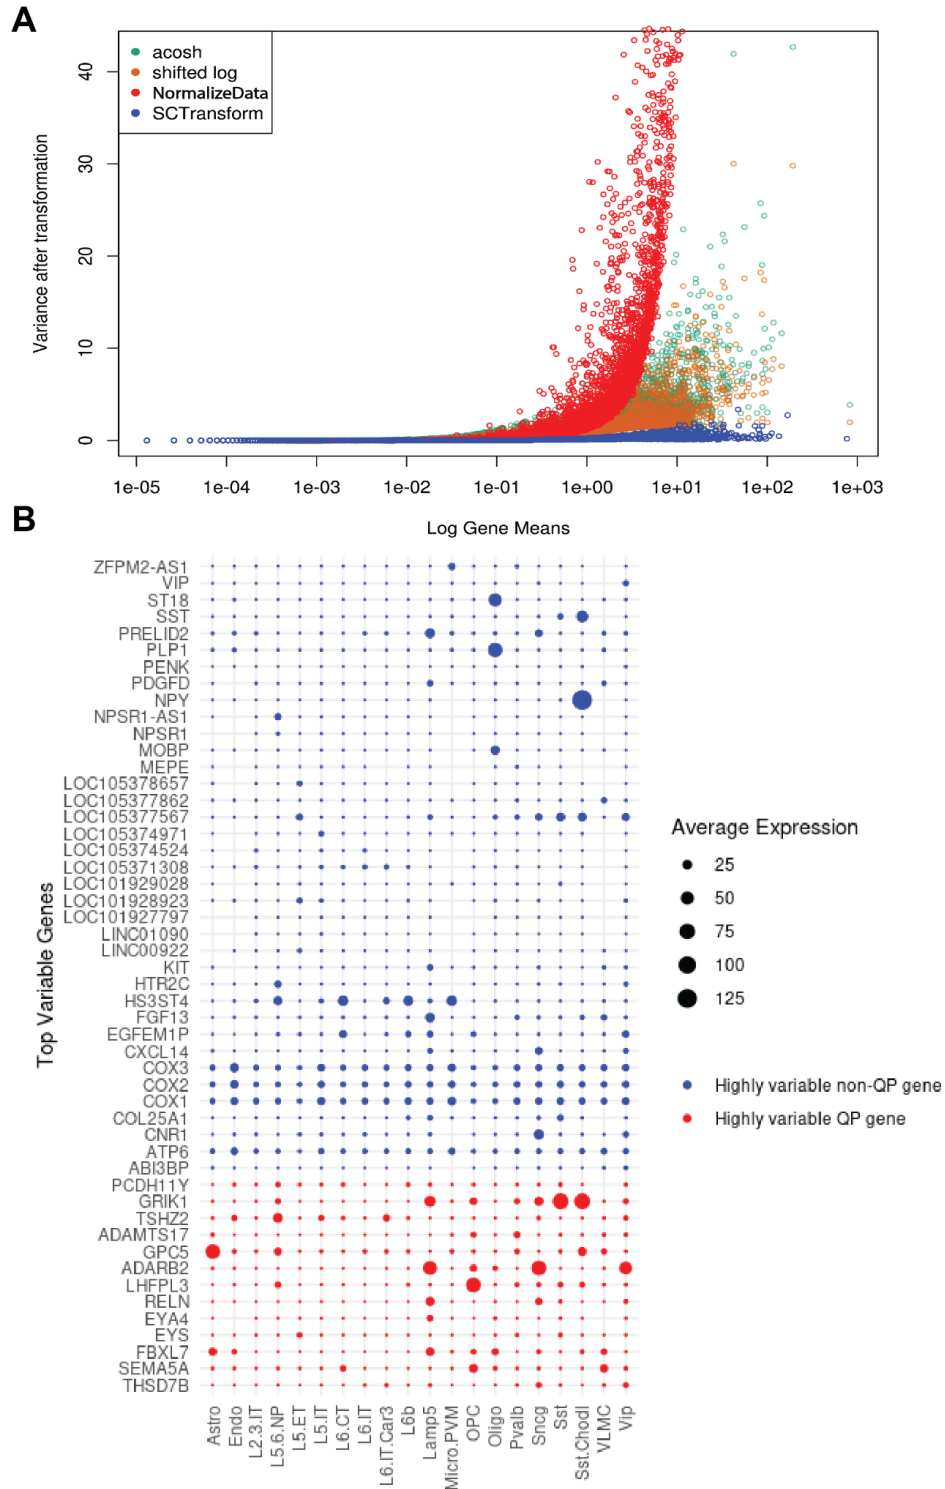 A
acosh
shifted log
NormalizeData
SCTransform
Variance after transformation
40
30
20
10
0
1e-05
1e-04
1e-03
1e-02
1e-01
1e+00
1e+01
1e+02
1e+03
Log Gene Means
B
Top Variable Genes
ZFPM2-AS1
VIP
ST18
SST
PRELID2
PLP1
PENK
PDGFD
NPY
NPSR1-AS1
NPSR1
MOBP
MEPE
LOC105378657
LOC105377862
LOC105377567
LOC105374971
LOC105374524
LOC105371308
LOC101929028
LOC101928923
LOC101927797
LINC01090
LINC00922
KIT
HTR2C
HS3ST4
FGF13
EGFEM1P
CXCL14
COX3
COX2
COX1
COL25A1
CNR1
ATP6
ABI3BP
PCDH11Y
GRIK1
TSHZ2
ADAMTS17
GPC5
ADARB2
LHFPL3
RELN
EYA4
EYS
FBXL7
SEMA5A
THSD7B
Astro
Endo
L2.3.IT
L5.6.NP
L5.ET
L5.IT
L6.CT
L6.IT
L6.IT.Car3
L6b
Lamp5
Micro.PVM
OPC
Oligo
Pvalb
Sncg
Sst
Sst.Chodl
VLMC
Vip
Average Expression
25
50
75
100
125
Highly variable non-QP gene
Highly variable QP gene